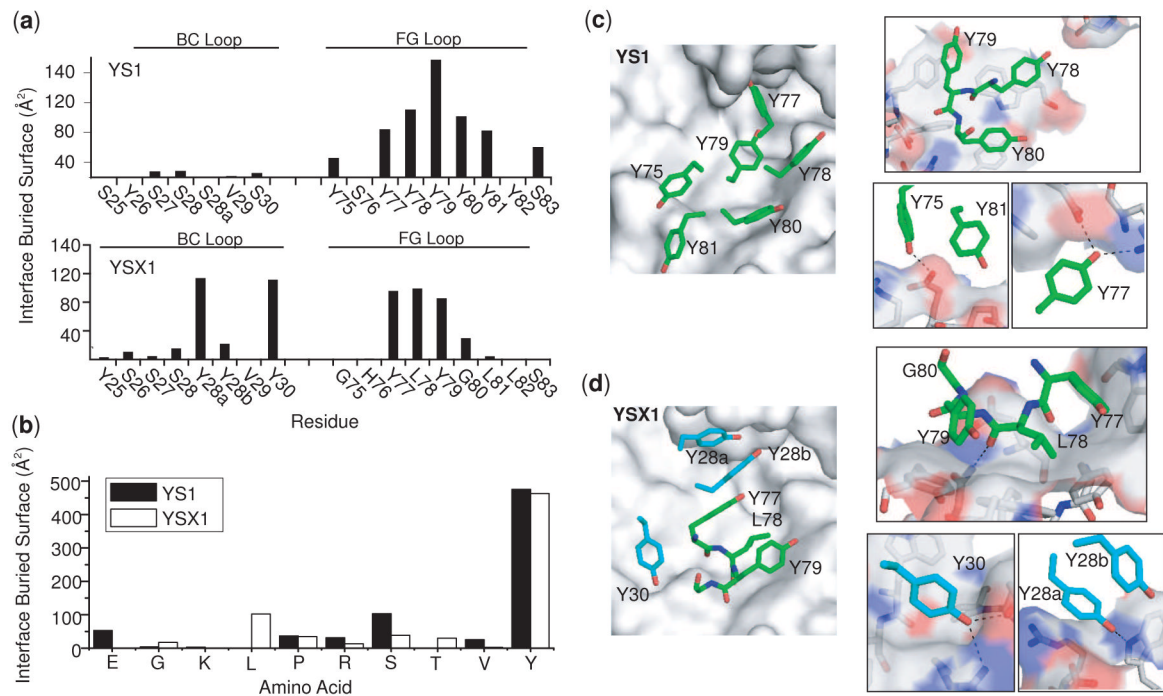 (a)
BC Loop FG Loop
YS1
140
120
80
40
S25 Y26 S27 S28 S28a V29 S30 Y75 S76 Y77 Y78 Y79 Y80 Y81 Y82 S83
BC Loop FG Loop
YSX1
140
120
80
40
Y25 S26 S27 S28 Y28a Y28b V29 Y30 G75 H76 Y77 L78 Y79 G80 L81 L82 S83
Interface Buried Surface (Å²)
Residue
(b)
500
400
300
200
100
0
YS1
YSX1
E G K L P R S T V Y
Interface Buried Surface (Å²)
Amino Acid
(c)
YS1
Y77
Y79
Y75
Y78
Y80
Y81
Y79
Y78
Y80
Y75
Y81
Y77
(d)
YSX1
Y28a
Y28b
Y77
L78
Y30
Y79
G80
Y77
Y79
L78
Y30
Y28b
Y28a